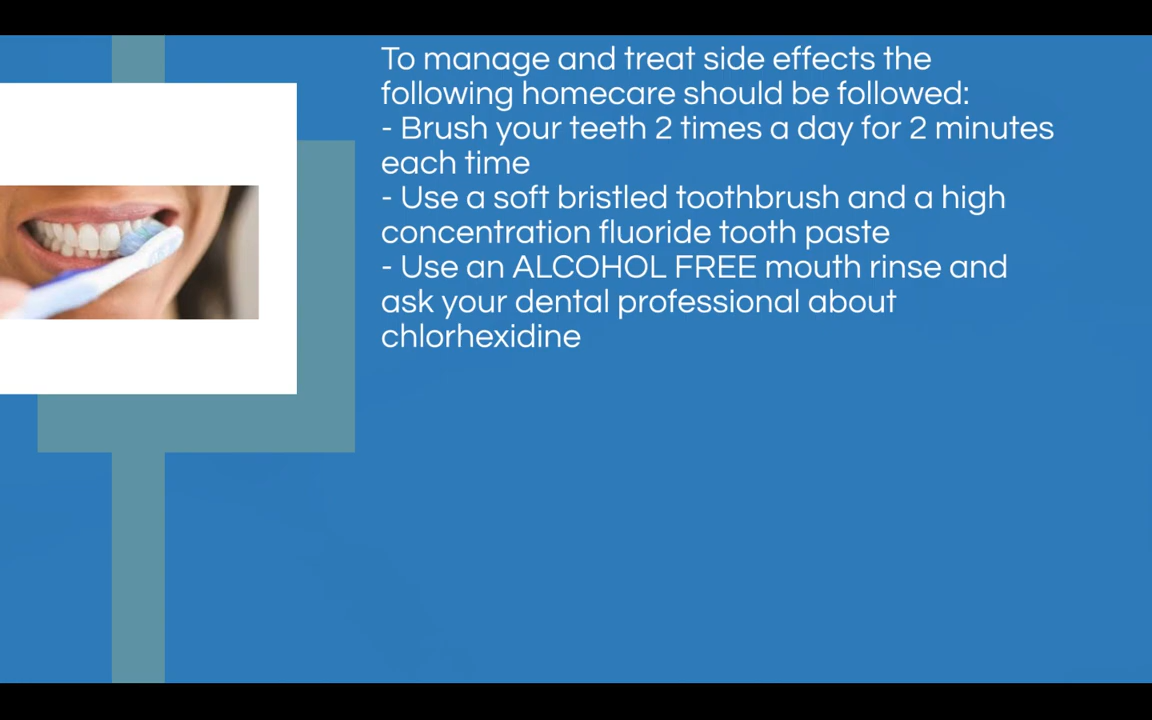 To manage and treat side effects the
following homecare should be followed:
- Brush your teeth 2 times a day for 2 minutes
each time
- Use a soft bristled toothbrush and a high
concentration fluoride tooth paste
- Use an ALCOHOL FREE mouth rinse and
ask your dental professional about
chlorhexidine